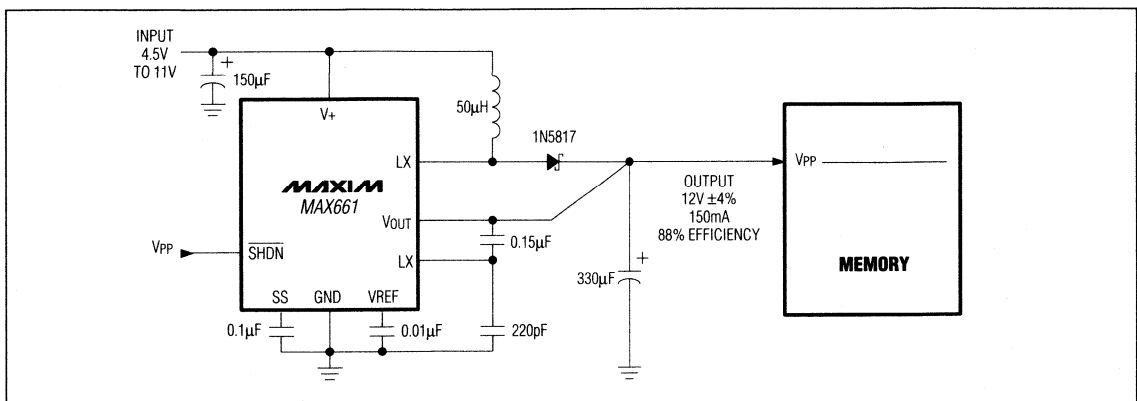 INPUT
4.5V
TO 11V
+
150µF
V+
50µH
1N5817
LX
MAXIM
MAX661
VOUT
0.15µF
LX
VPP
SHDN
SS
GND
VREF
0.1µF
0.01µF
220pF
330µF
+
OUTPUT
12V ±4%
150mA
88% EFFICIENCY
VPP
MEMORY